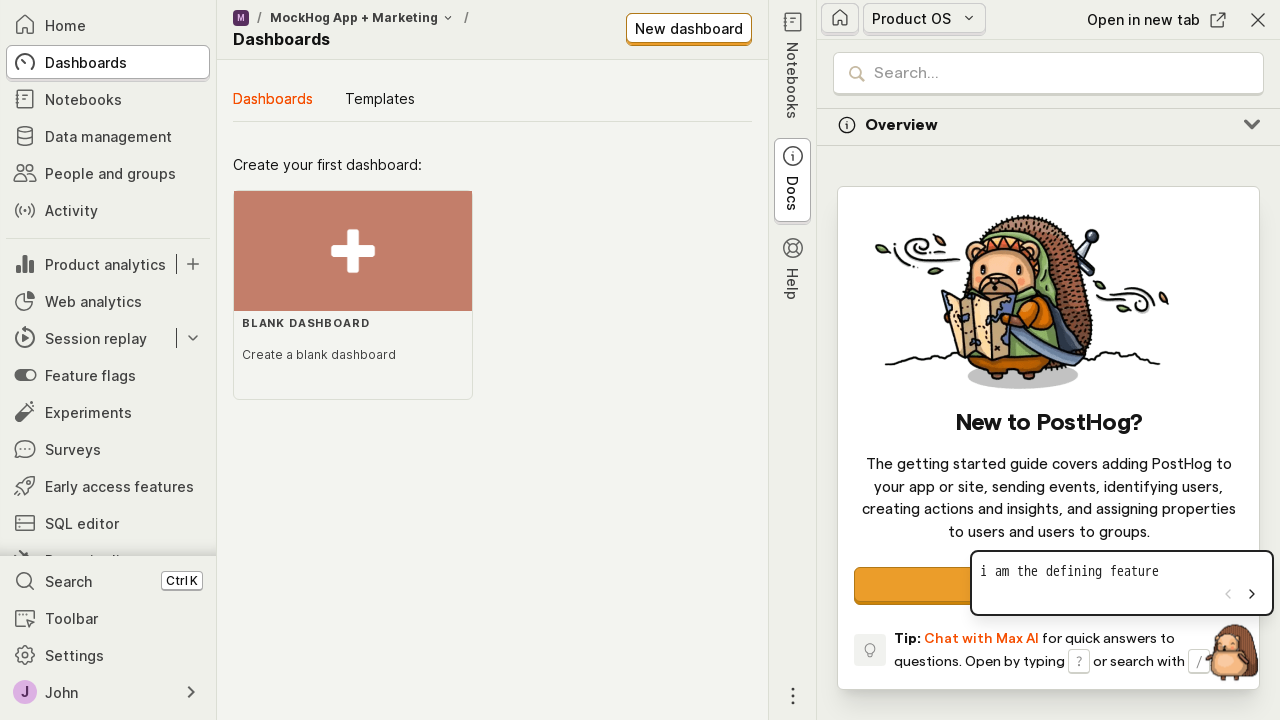 Home
Dashboards
Notebooks
Data management
People and groups
Activity
Product analytics
Web analytics
Session replay
Feature flags
Experiments
Surveys
Early access features
SQL editor
Search
Ctrl K
Toolbar
Settings
J
John
M / MockHog App + Marketing /
Dashboards
New dashboard
Dashboards
Templates
Create your first dashboard:
BLANK DASHBOARD
Create a blank dashboard
Notebooks
Docs
Help
Product OS
Open in new tab
Search...
Overview
New to PostHog?
The getting started guide covers adding PostHog to
your app or site, sending events, identifying users,
creating actions and insights, and assigning properties
to users and users to groups.
i am the defining feature
Tip: Chat with Max AI for quick answers to
questions. Open by typing ? or search with /